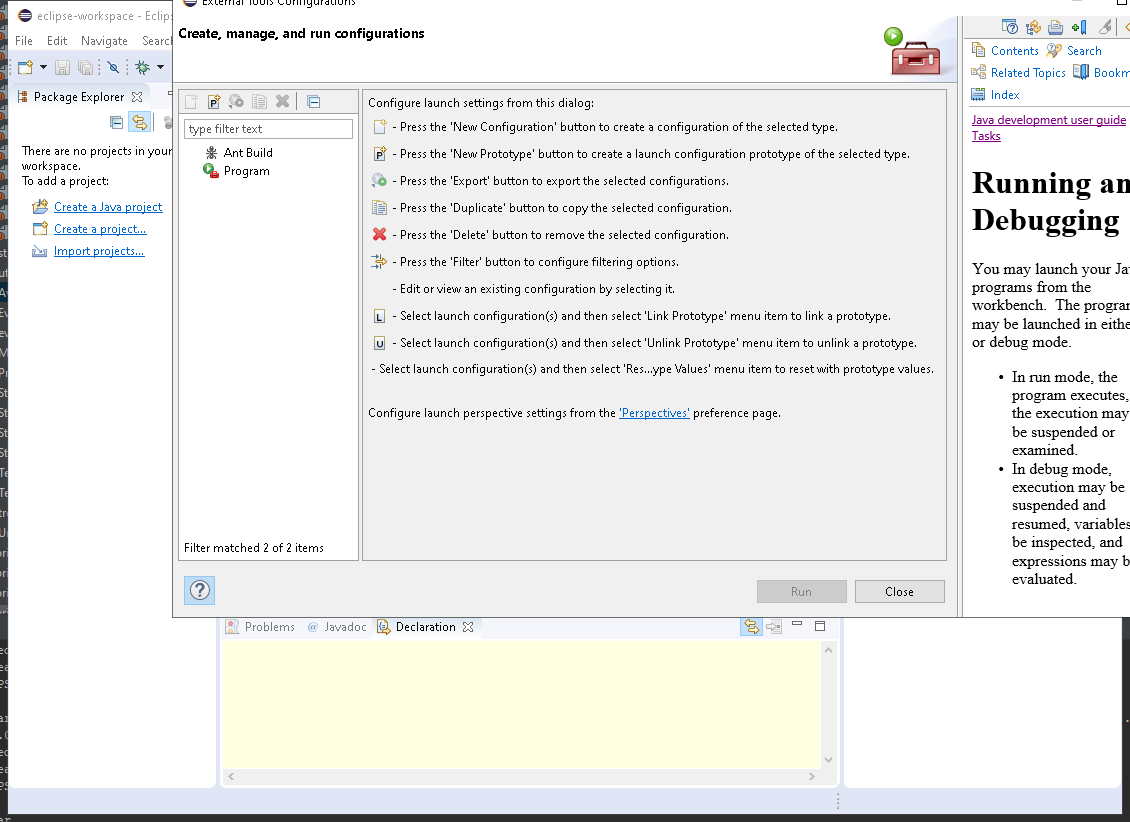 eclipse-workspace - Eclips
External Tools Configurations
File Edit Navigate Searcl
Create, manage, and run configurations
Package Explorer
There are no projects in your
workspace.
To add a project:
Create a Java project
Create a project...
Import projects...
type filter text
Ant Build
Program
Filter matched 2 of 2 items
Configure launch settings from this dialog:
- Press the 'New Configuration' button to create a configuration of the selected type.
- Press the 'New Prototype' button to create a launch configuration prototype of the selected type.
- Press the 'Export' button to export the selected configurations.
- Press the 'Duplicate' button to copy the selected configuration.
- Press the 'Delete' button to remove the selected configuration.
- Press the 'Filter' button to configure filtering options.
- Edit or view an existing configuration by selecting it.
L - Select launch configuration(s) and then select 'Link Prototype' menu item to link a prototype.
U - Select launch configuration(s) and then select 'Unlink Prototype' menu item to unlink a prototype.
- Select launch configuration(s) and then select 'Res...ype Values' menu item to reset with prototype values.
Configure launch perspective settings from the 'Perspectives' preference page.
Run Close
Contents Search
Related Topics Bookm
Index
Java development user guide
Tasks
Running an
Debugging
You may launch your Ja
programs from the
workbench. The progran
may be launched in eithe
or debug mode.
• In run mode, the
program executes,
the execution may
be suspended or
examined.
• In debug mode,
execution may be
suspended and
resumed, variables
be inspected, and
expressions may b
evaluated.
Problems @ Javadoc Declaration